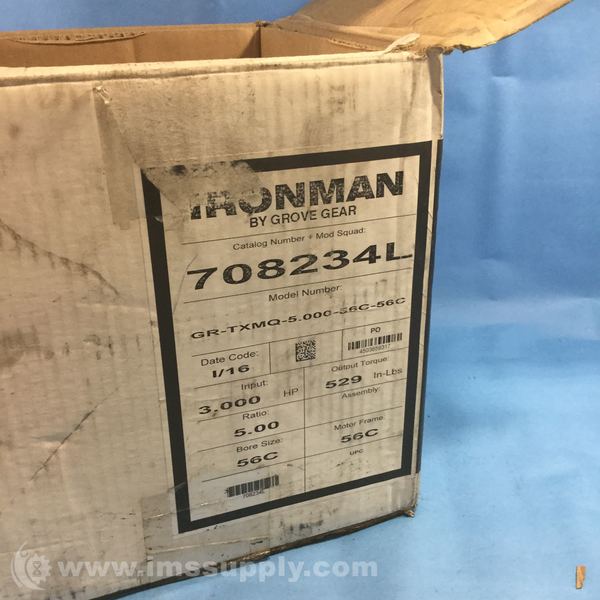 IRONMAN
BY GROVE GEAR
Catalog Number + Mod Squad:
708234L
Model Number:
GR-TXMQ-5.000-56C-56C
Date Code:
I/16
PO
4503659317
Input:
3.000 HP
Output Torque:
529 In-Lbs
Ratio:
5.00
Assembly:
Bore Size:
56C
Motor Frame:
56C
708234L
UPC
© www.imssupply.com